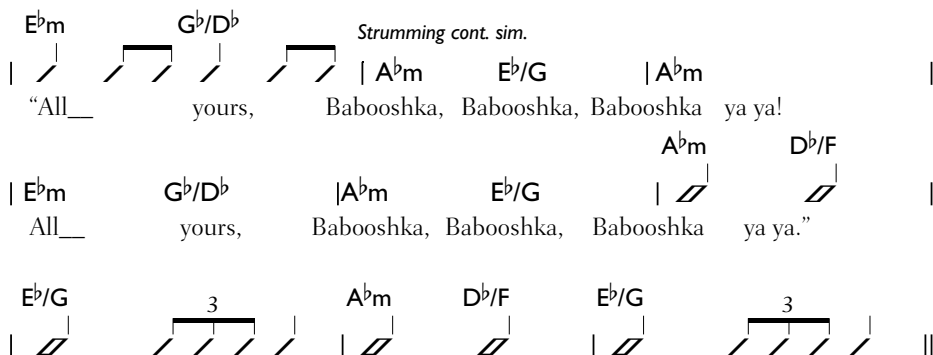 E♭m G♭/D♭ Strumming cont. sim.
| | A♭m E♭/G | A♭m |
“All__ yours, Babooshka, Babooshka, Babooshka ya ya!
A♭m D♭/F
| E♭m G♭/D♭ |A♭m E♭/G | |
All__ yours, Babooshka, Babooshka, Babooshka ya ya.”
E♭/G 3 A♭m D♭/F E♭/G 3
| | | ||